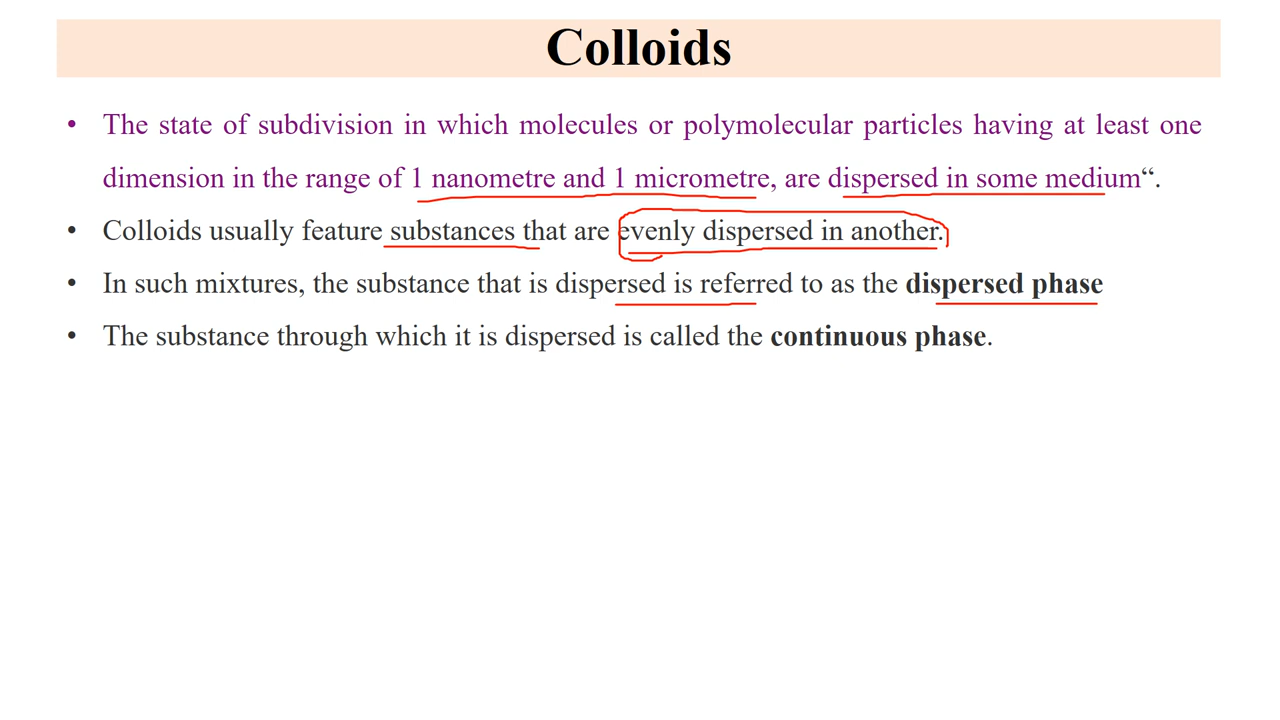 Colloids
• The state of subdivision in which molecules or polymolecular particles having at least one
dimension in the range of 1 nanometre and 1 micrometre, are dispersed in some medium“.
• Colloids usually feature substances that are evenly dispersed in another.
• In such mixtures, the substance that is dispersed is referred to as the dispersed phase
• The substance through which it is dispersed is called the continuous phase.